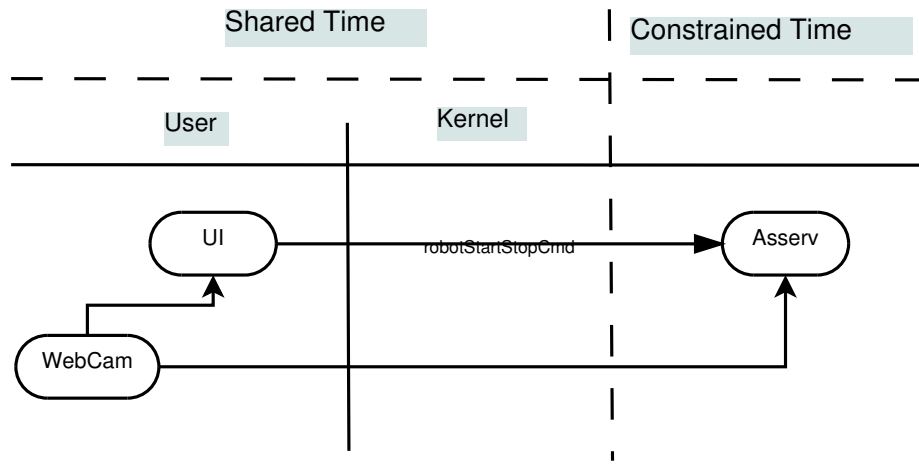 Shared Time
Constrained Time
User
Kernel
UI
robotStartStopCmd
Asserv
WebCam